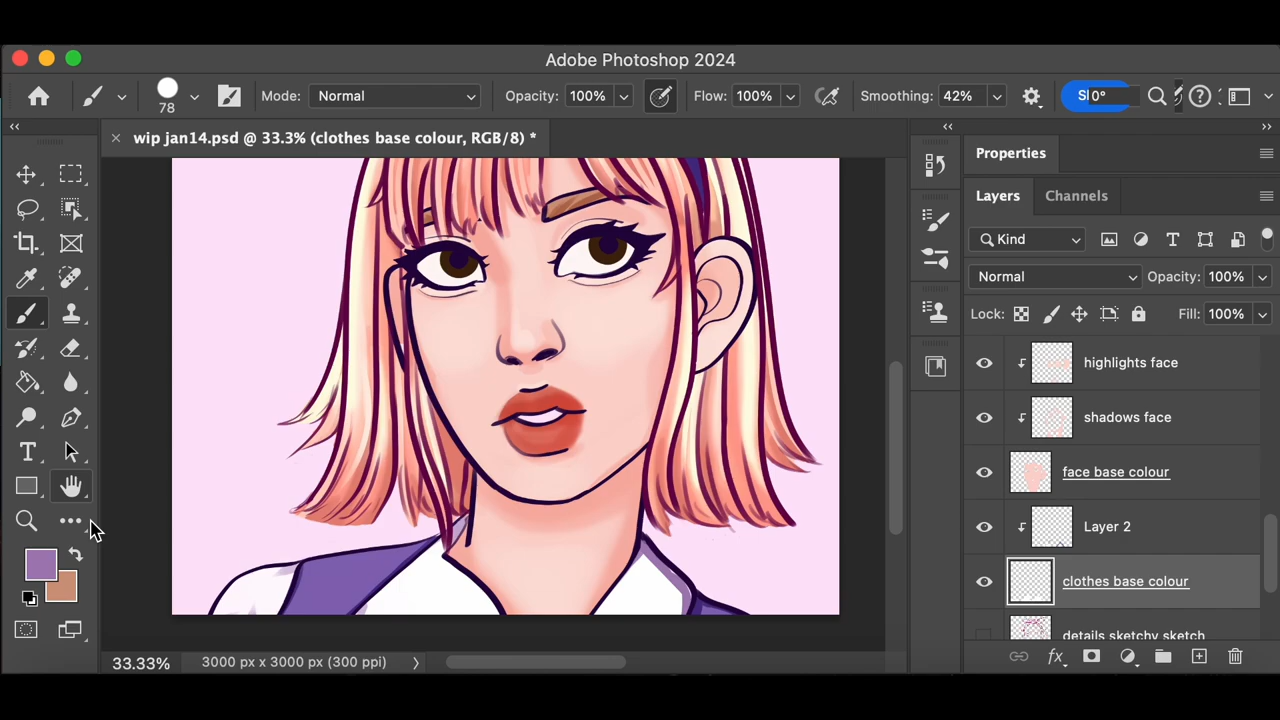 Adobe Photoshop 2024
78 Mode: Normal Opacity: 100% Flow: 100% Smoothing: 42% 0°
× wip jan14.psd @ 33.3% (clothes base colour, RGB/8) *
Properties
Layers Channels
Kind
Normal Opacity: 100%
Lock: Fill: 100%
highlights face
shadows face
face base colour
Layer 2
clothes base colour
details sketchy sketch
33.33% 3000 px x 3000 px (300 ppi)